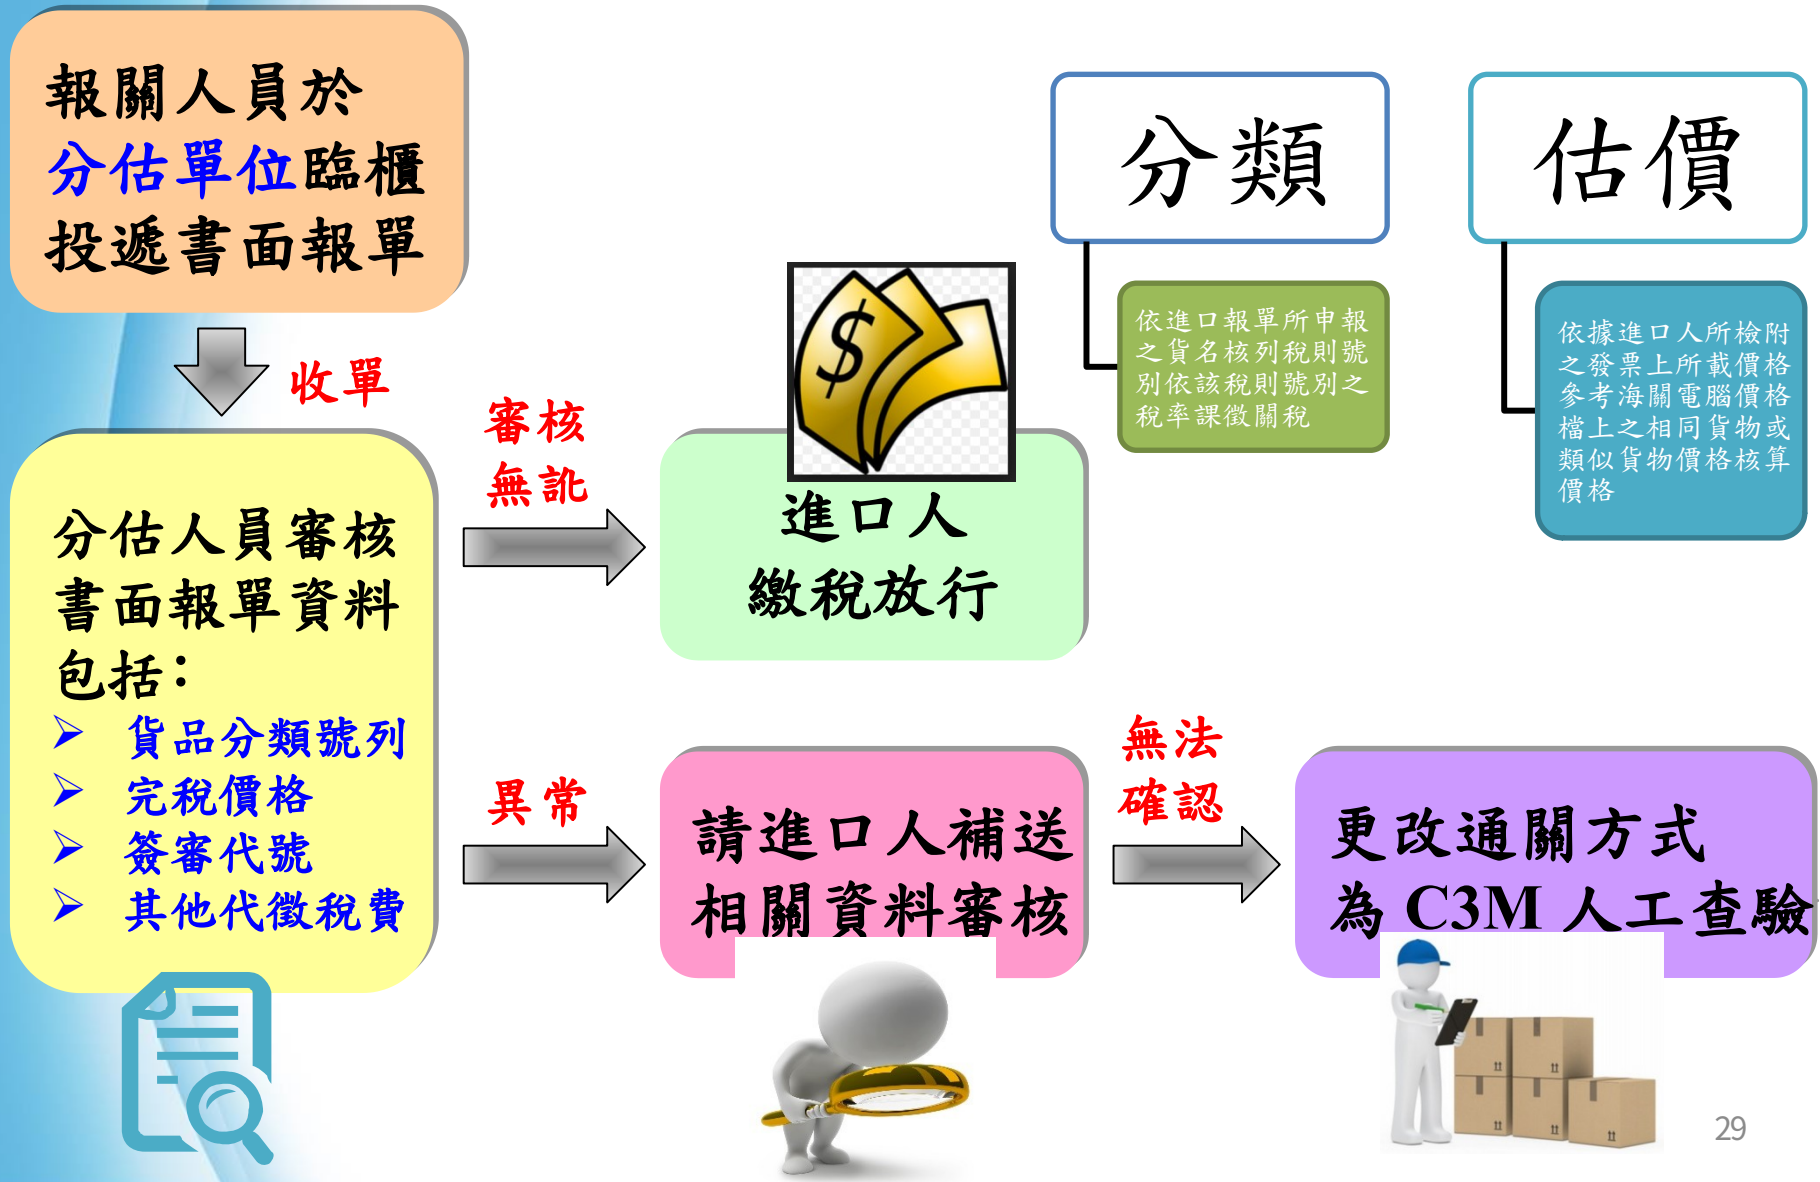 報關人員於
分估單位臨櫃
投遞書面報單
收單
分估人員審核
書面報單資料
包括：
➢ 貨品分類號列
➢ 完稅價格
➢ 簽審代號
➢ 其他代徵稅費
審核
無訛
$
進口人
繳稅放行
異常
請進口人補送
相關資料審核
無法
確認
更改通關方式
為 C3M 人工查驗
分類
依進口報單所申報
之貨名核列稅則號
別依該稅則號別之
稅率課徵關稅
估價
依據進口人所檢附
之發票上所載價格
參考海關電腦價格
檔上之相同貨物或
類似貨物價格核算
價格
29